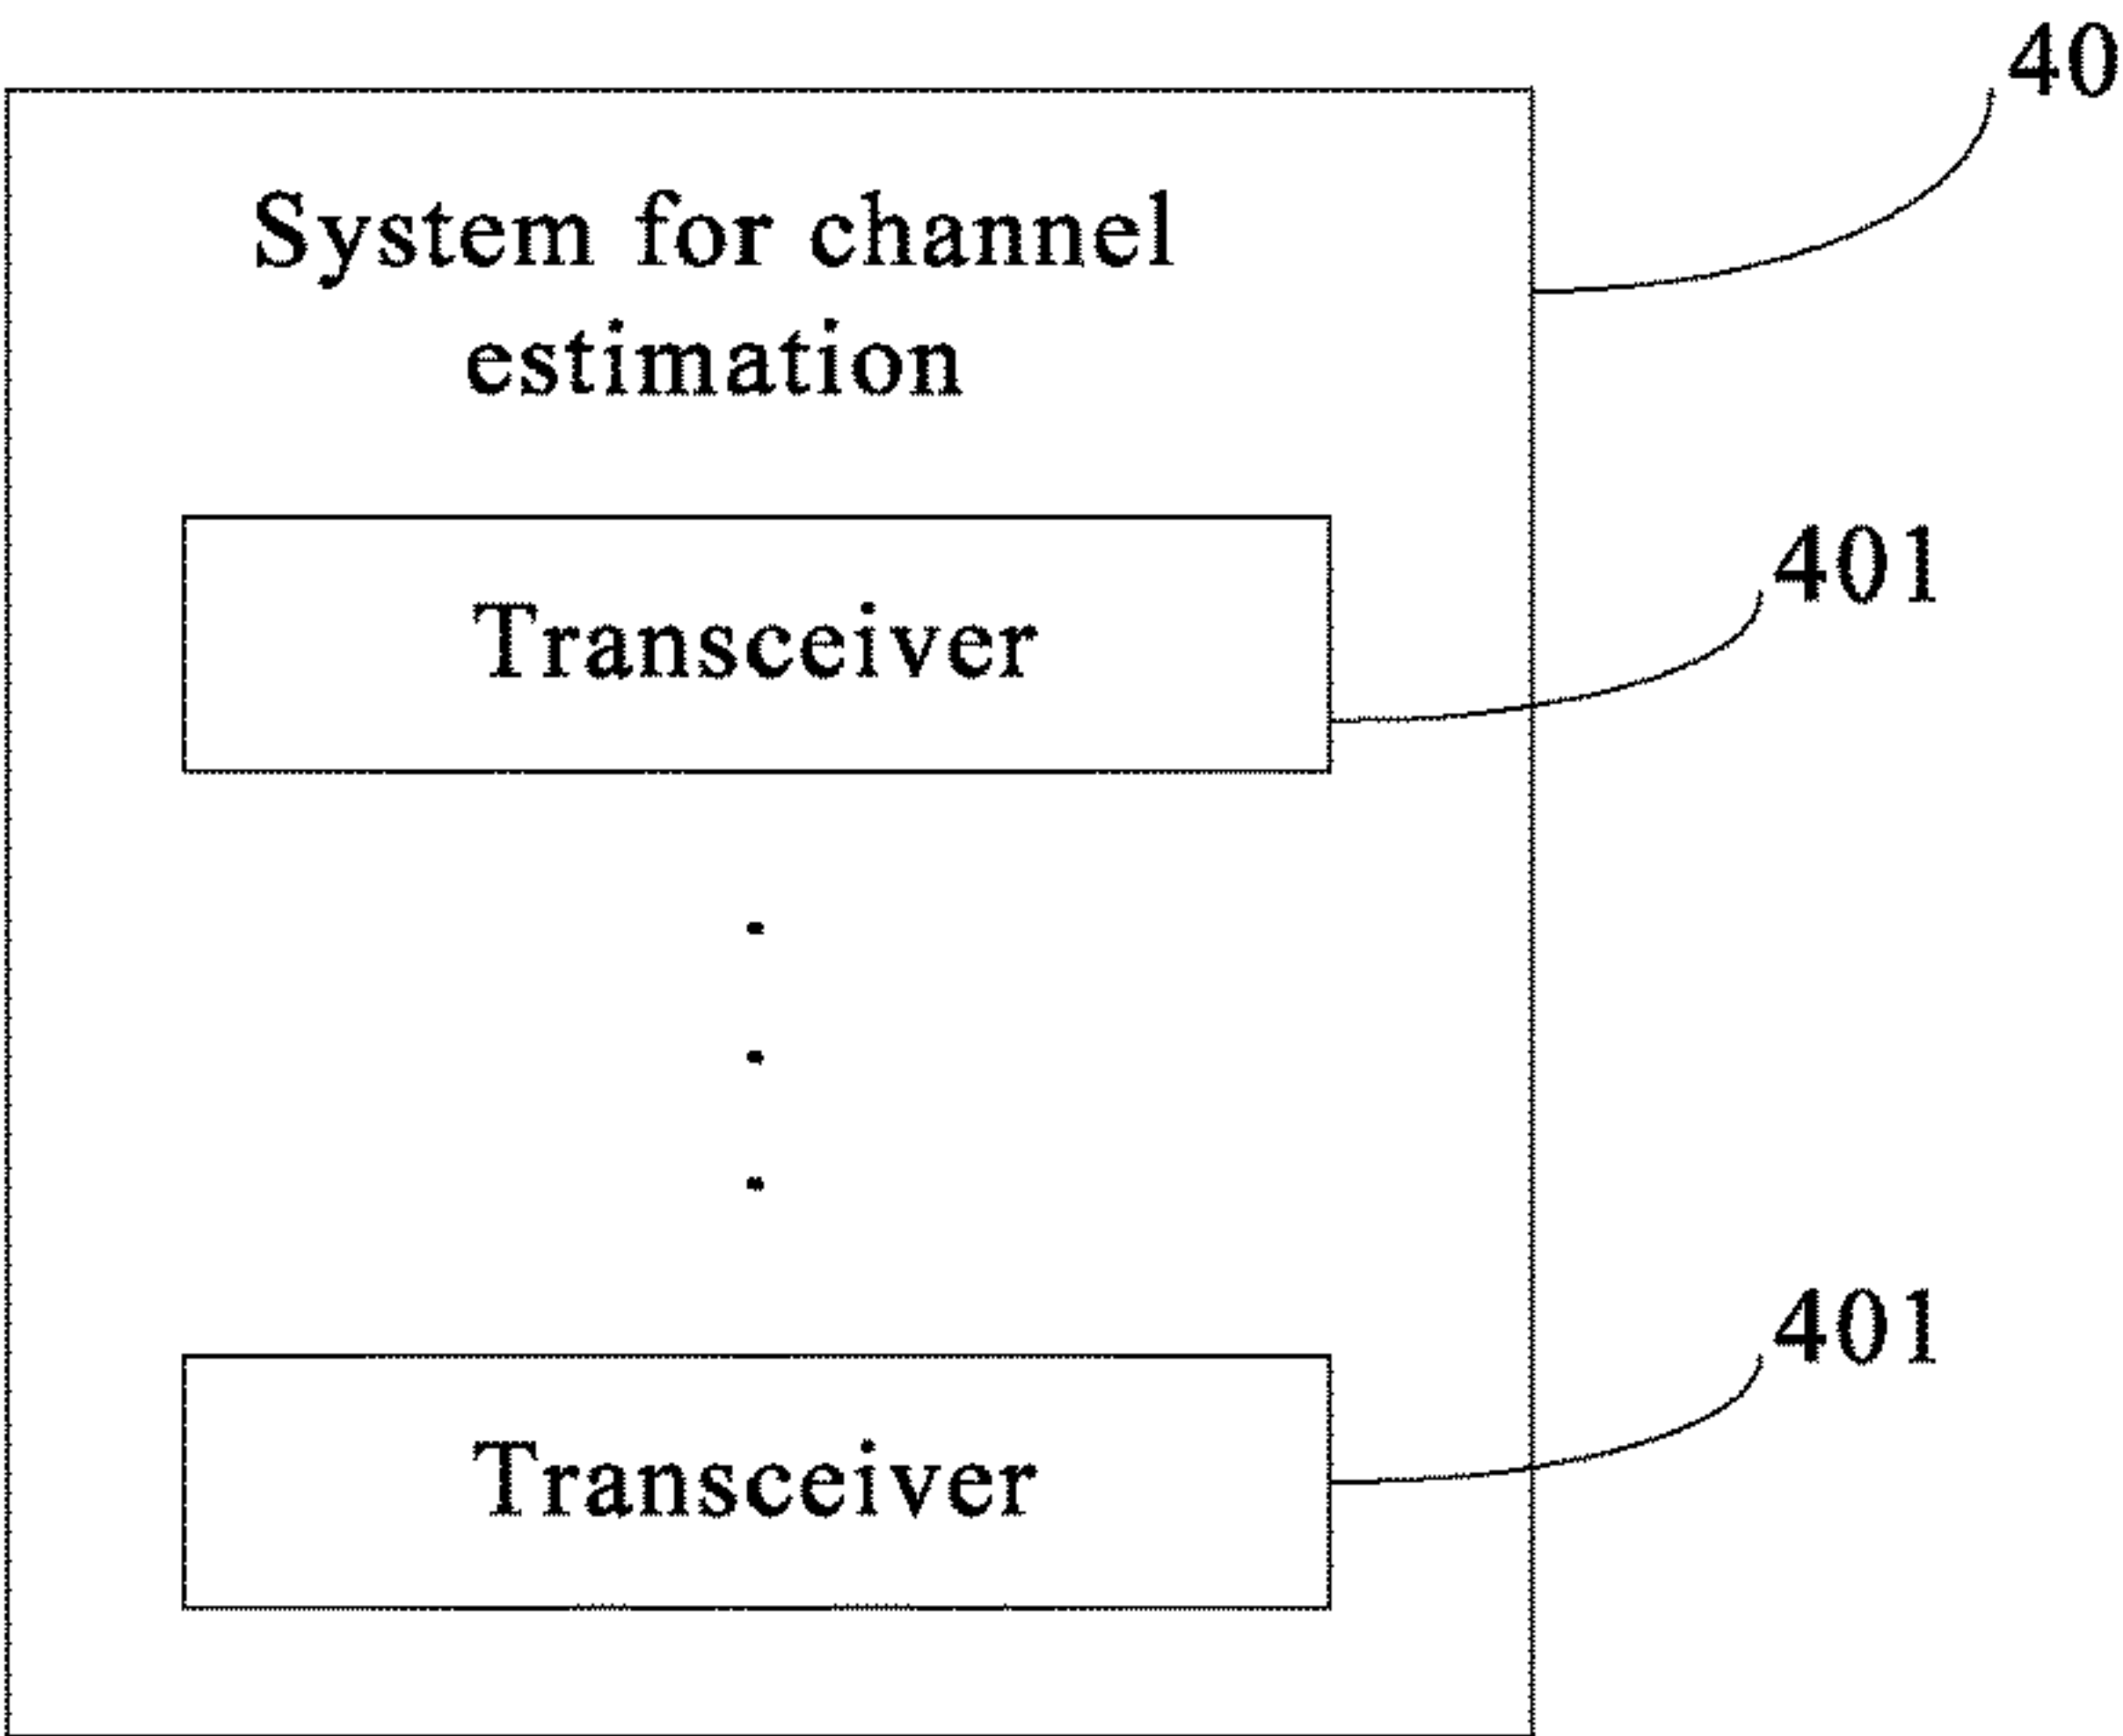 40
System for channel
estimation
401
Transceiver
.
.
.
401
Transceiver